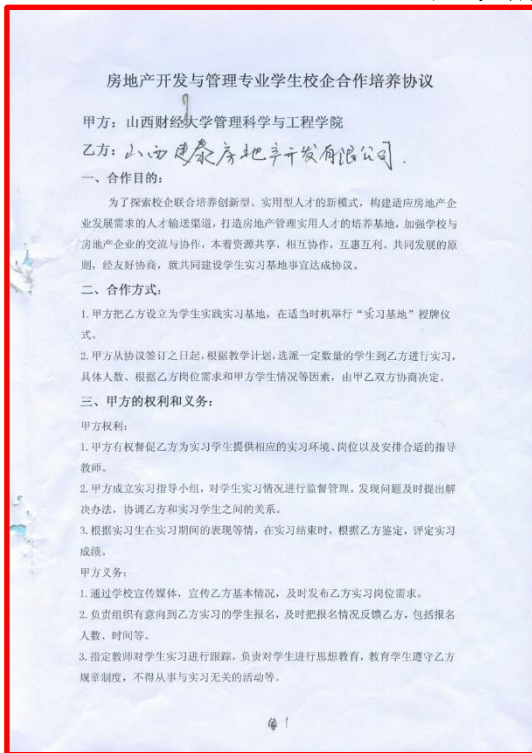 房地产开发与管理专业学生校企合作培养协议
甲方：山西财经大学管理科学与工程学院
乙方：山西 泰房地产开发有限公司.
一、合作目的：
为了探索校企联合培养创新型、实用型人才的新模式，构建适应房地产企
业发展需求的人才输送渠道，打造房地产管理实用人才的培养基地，加强学校与
房地产企业的交流与协作，本着资源共享，相互协作，互惠互利、共同发展的原
则，经友好协商，就共同建设学生实习基地事宜达成协议。
二、合作方式：
1.甲方把乙方设立为学生实践实习基地，在适当时机举行“实习基地”授牌仪
式。
2.甲方从协议签订之日起，根据教学计划，选派一定数量的学生到乙方进行实习，
具体人数、根据乙方岗位需求和甲方学生情况等因素，由甲乙双方协商决定。
三、甲方的权利和义务：
甲方权利：
1.甲方有权督促乙方为实习学生提供相应的实习环境、岗位以及安排合适的指导
教师。
2.甲方成立实习指导小组，对学生实习情况进行监督管理。发现问题及时提出解
决办法，协调乙方和实习学生之间的关系。
3.根据实习生在实习期间的表现等情，在实习结束时，根据乙方鉴定，评定实习
成绩。
甲方义务：
1.通过学校宣传媒体，宣传乙方基本情况，及时发布乙方实习岗位需求。
2.负责组织有意向到乙方实习的学生报名，及时把报名情况反馈乙方，包括报名
人数、时间等。
3.指定教师对学生实习进行跟踪，负责对学生进行思想教育，教育学生遵守乙方
规章制度，不得从事与实习无关的活动等。
1